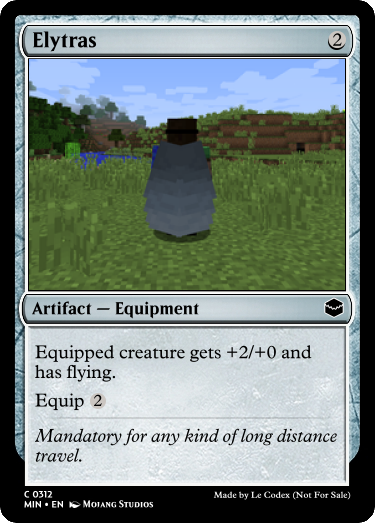 Elytras 2
Artifact — Equipment
Equipped creature gets +2/+0 and
has flying.
Equip 2
Mandatory for any kind of long distance
travel.
C 0312
MIN • EN Mojang Studios
Made by Le Codex (Not For Sale)